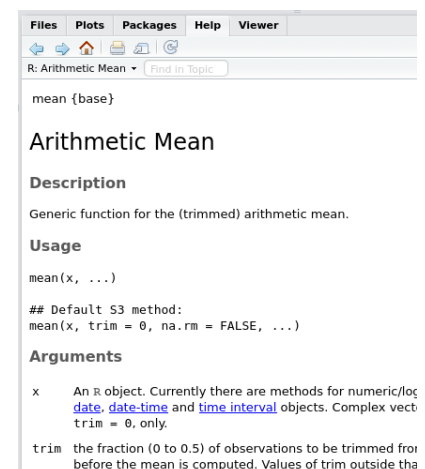 Files Plots Packages Help Viewer
R: Arithmetic Mean Find in Topic
mean {base}
Arithmetic Mean
Description
Generic function for the (trimmed) arithmetic mean.
Usage
mean(x, ...)
## Default S3 method:
mean(x, trim = 0, na.rm = FALSE, ...)
Arguments
x An R object. Currently there are methods for numeric/log
date, date-time and time interval objects. Complex vect
trim = 0, only.
trim the fraction (0 to 0.5) of observations to be trimmed fro
before the mean is computed. Values of trim outside tha